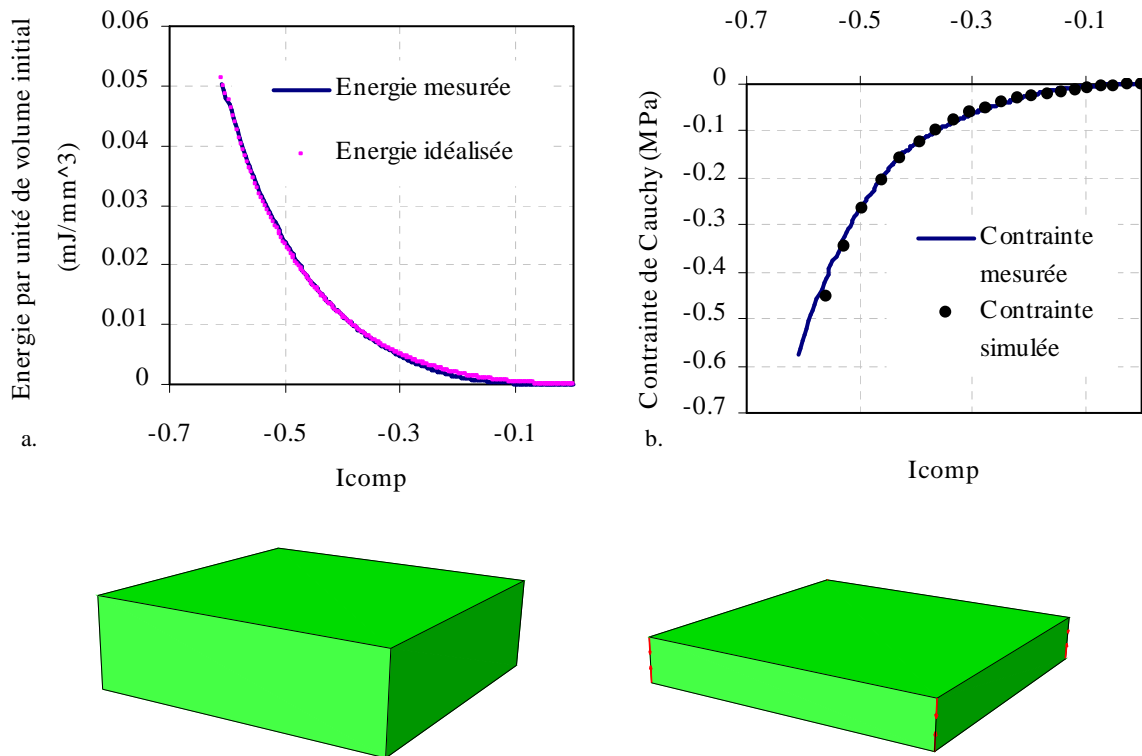 Energie par unité de volume initial
(mJ/mm^3)
0.06
0.05
0.04
0.03
0.02
0.01
0
Energie mesurée
Energie idéalisée
-0.7
-0.5
-0.3
-0.1
a.
Icomp
-0.7
-0.5
-0.3
-0.1
Contrainte de Cauchy (MPa)
0
-0.1
-0.2
-0.3
-0.4
-0.5
-0.6
-0.7
Contrainte
mesurée
Contrainte
simulée
b.
Icomp